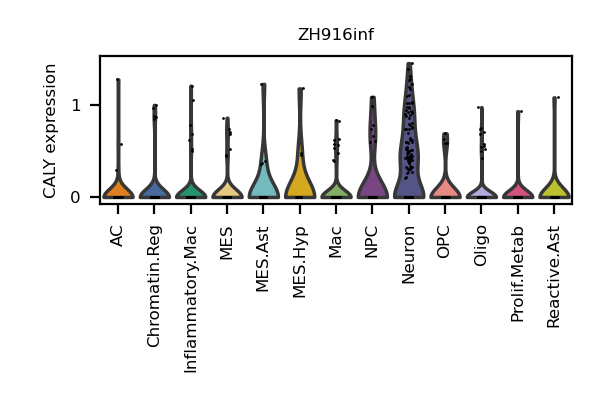 ZH916inf
CALY expression
1
0
AC
Chromatin.Reg
Inflammatory.Mac
MES
MES.Ast
MES.Hyp
Mac
NPC
Neuron
OPC
Oligo
Prolif.Metab
Reactive.Ast